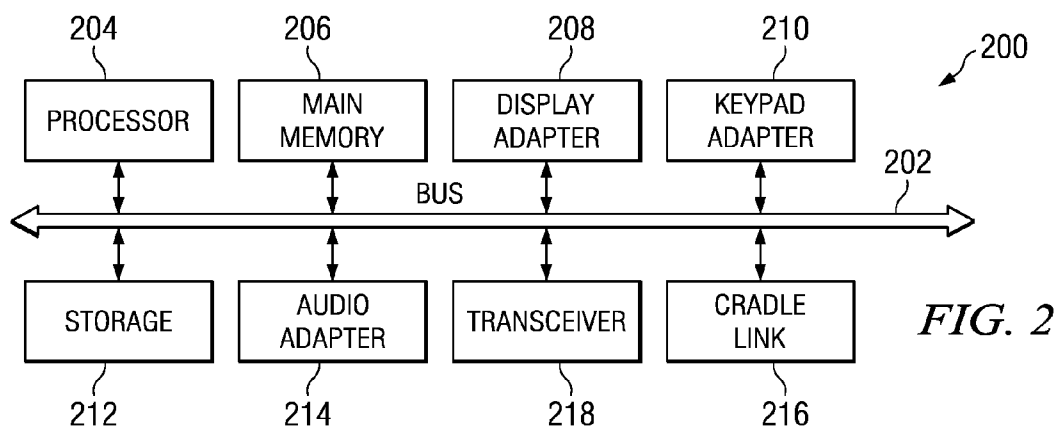 204
206
208
210
200
PROCESSOR
MAIN
MEMORY
DISPLAY
ADAPTER
KEYPAD
ADAPTER
BUS
202
STORAGE
AUDIO
ADAPTER
TRANSCEIVER
CRADLE
LINK
FIG. 2
212
214
218
216